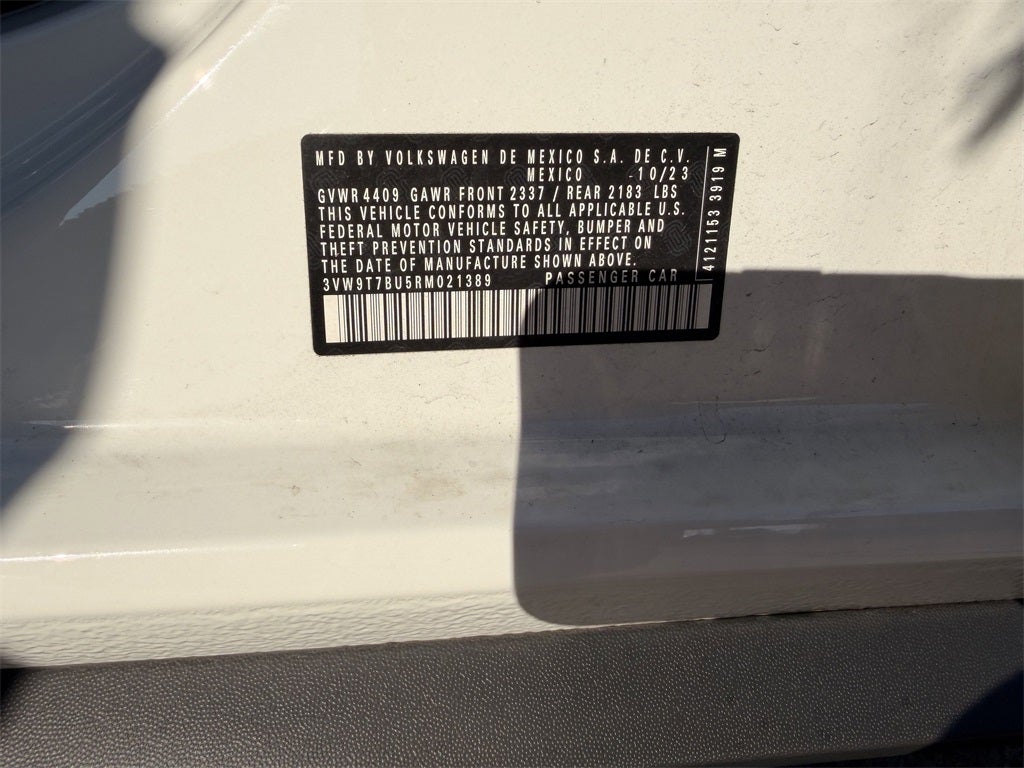 MFD BY VOLKSWAGEN DE MEXICO S.A. DE C.V.
MEXICO -10/23
GVWR4409 GAWR FRONT 2337 / REAR 2183 LBS
THIS VEHICLE CONFORMS TO ALL APPLICABLE U.S.
FEDERAL MOTOR VEHICLE SAFETY, BUMPER AND
THEFT PREVENTION STANDARDS IN EFFECT ON
THE DATE OF MANUFACTURE SHOWN ABOVE.
3VW9T7BU5RM021389 PASSENGER CAR
4121153 3919 M